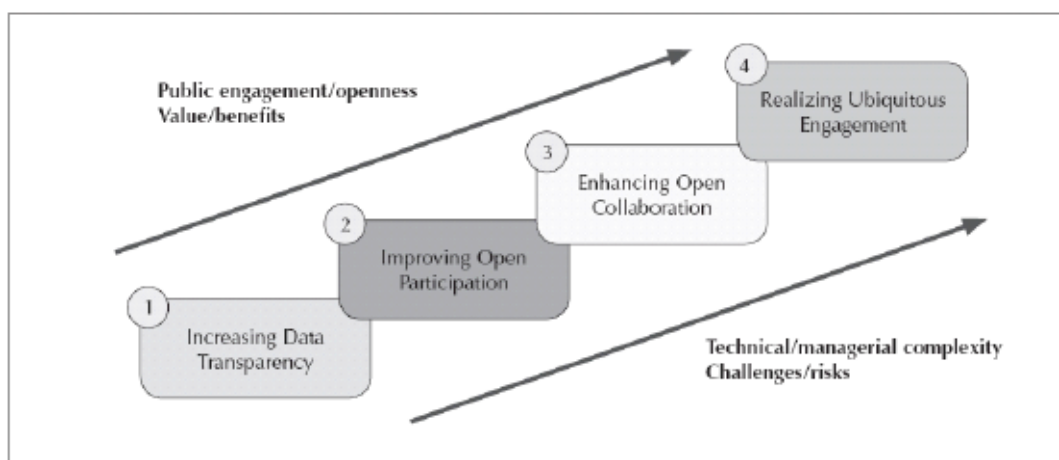 Public engagement/openness
Value/benefits
4
Realizing Ubiquitous
Engagement
3
Enhancing Open
Collaboration
2
Improving Open
Participation
1
Increasing Data
Transparency
Technical/managerial complexity
Challenges/risks